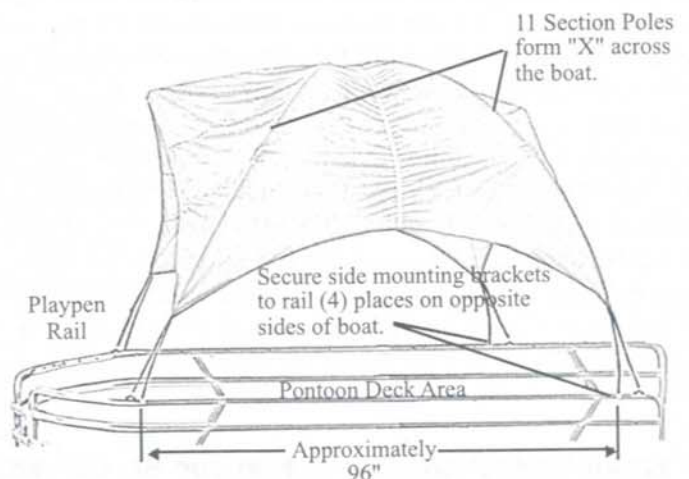 11 Section Poles
form "X" across
the boat.
Secure side mounting brackets
to rail (4) places on opposite
sides of boat.
Playpen
Rail
Pontoon Deck Area
Approximately
96"